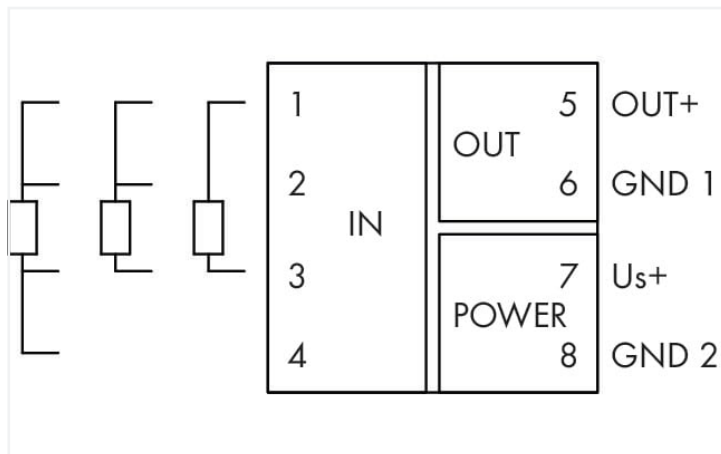 1
5 OUT+
OUT
2
6 GND 1
IN
3
7 Us+
POWER
4
8 GND 2